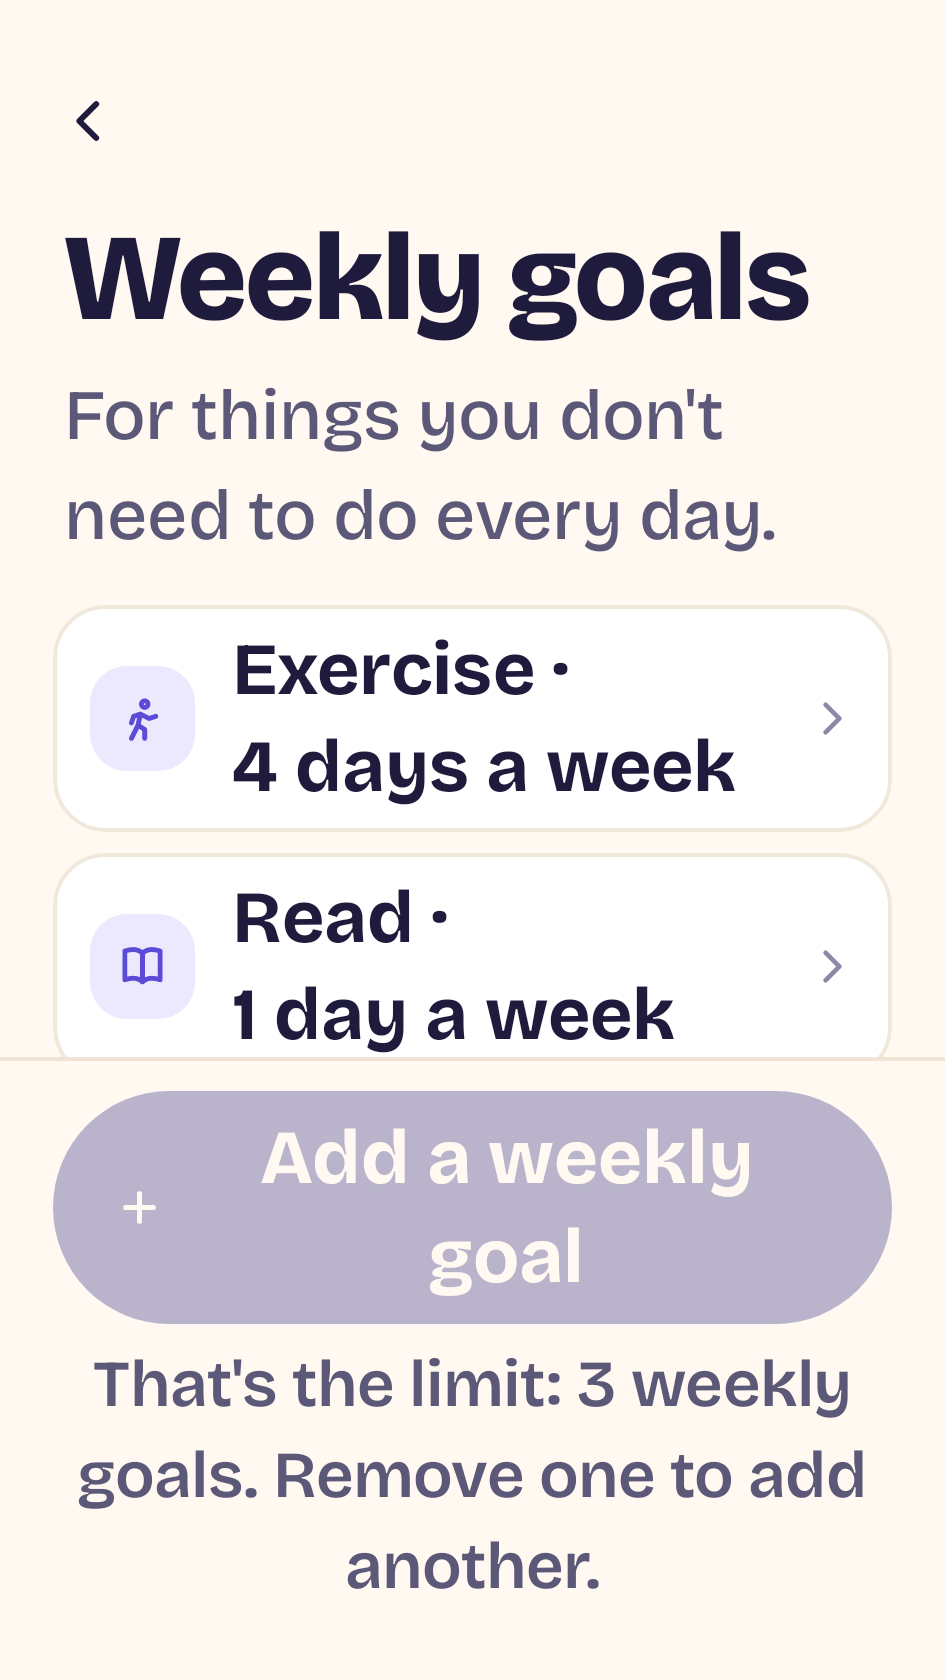 Weekly goals
For things you don't
need to do every day.
Exercise ·
4 days a week
Read ·
1 day a week
Add a weekly
goal
That's the limit: 3 weekly
goals. Remove one to add
another.